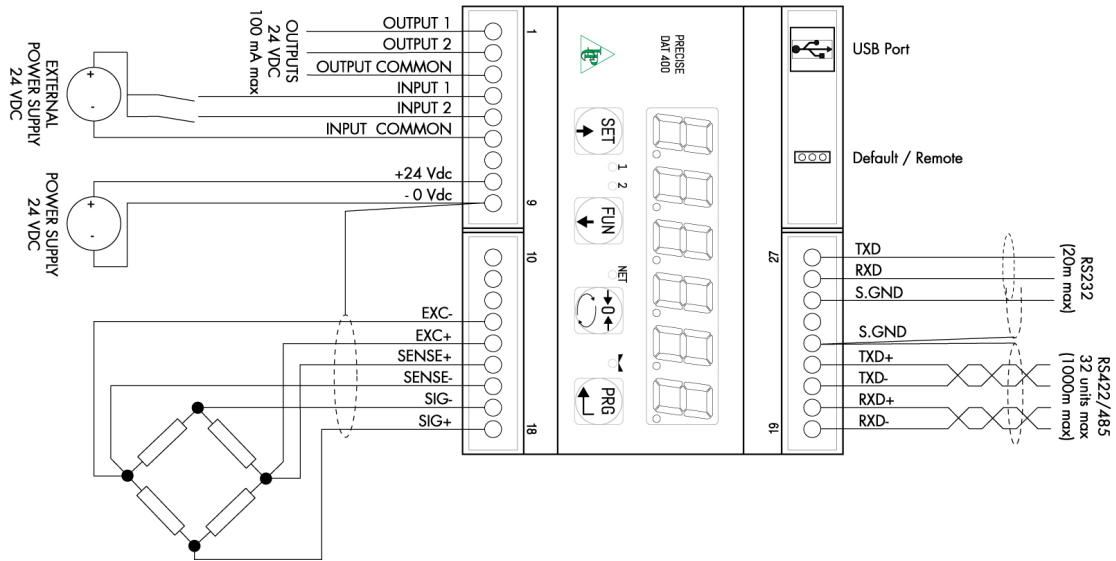 OUTPUT 1
OUTPUT 2
OUTPUT COMMON
INPUT 1
INPUT 2
INPUT COMMON
+24 Vdc
- 0 Vdc
OUTPUTS
24 VDC
100 mA max
EXTERNAL
POWER SUPPLY
24 VDC
+
-
POWER SUPPLY
24 VDC
+
-
EXC-
EXC+
SENSE+
SENSE-
SIG-
SIG+
1
9
10
18
PRECISE
DAT 400
SET
1
2
FUN
NET
0
PRG
USB Port
Default / Remote
27
19
TXD
RXD
S.GND
S.GND
TXD+
TXD-
RXD+
RXD-
RS232
(20m max)
RS422/485
32 units max
(1000m max)